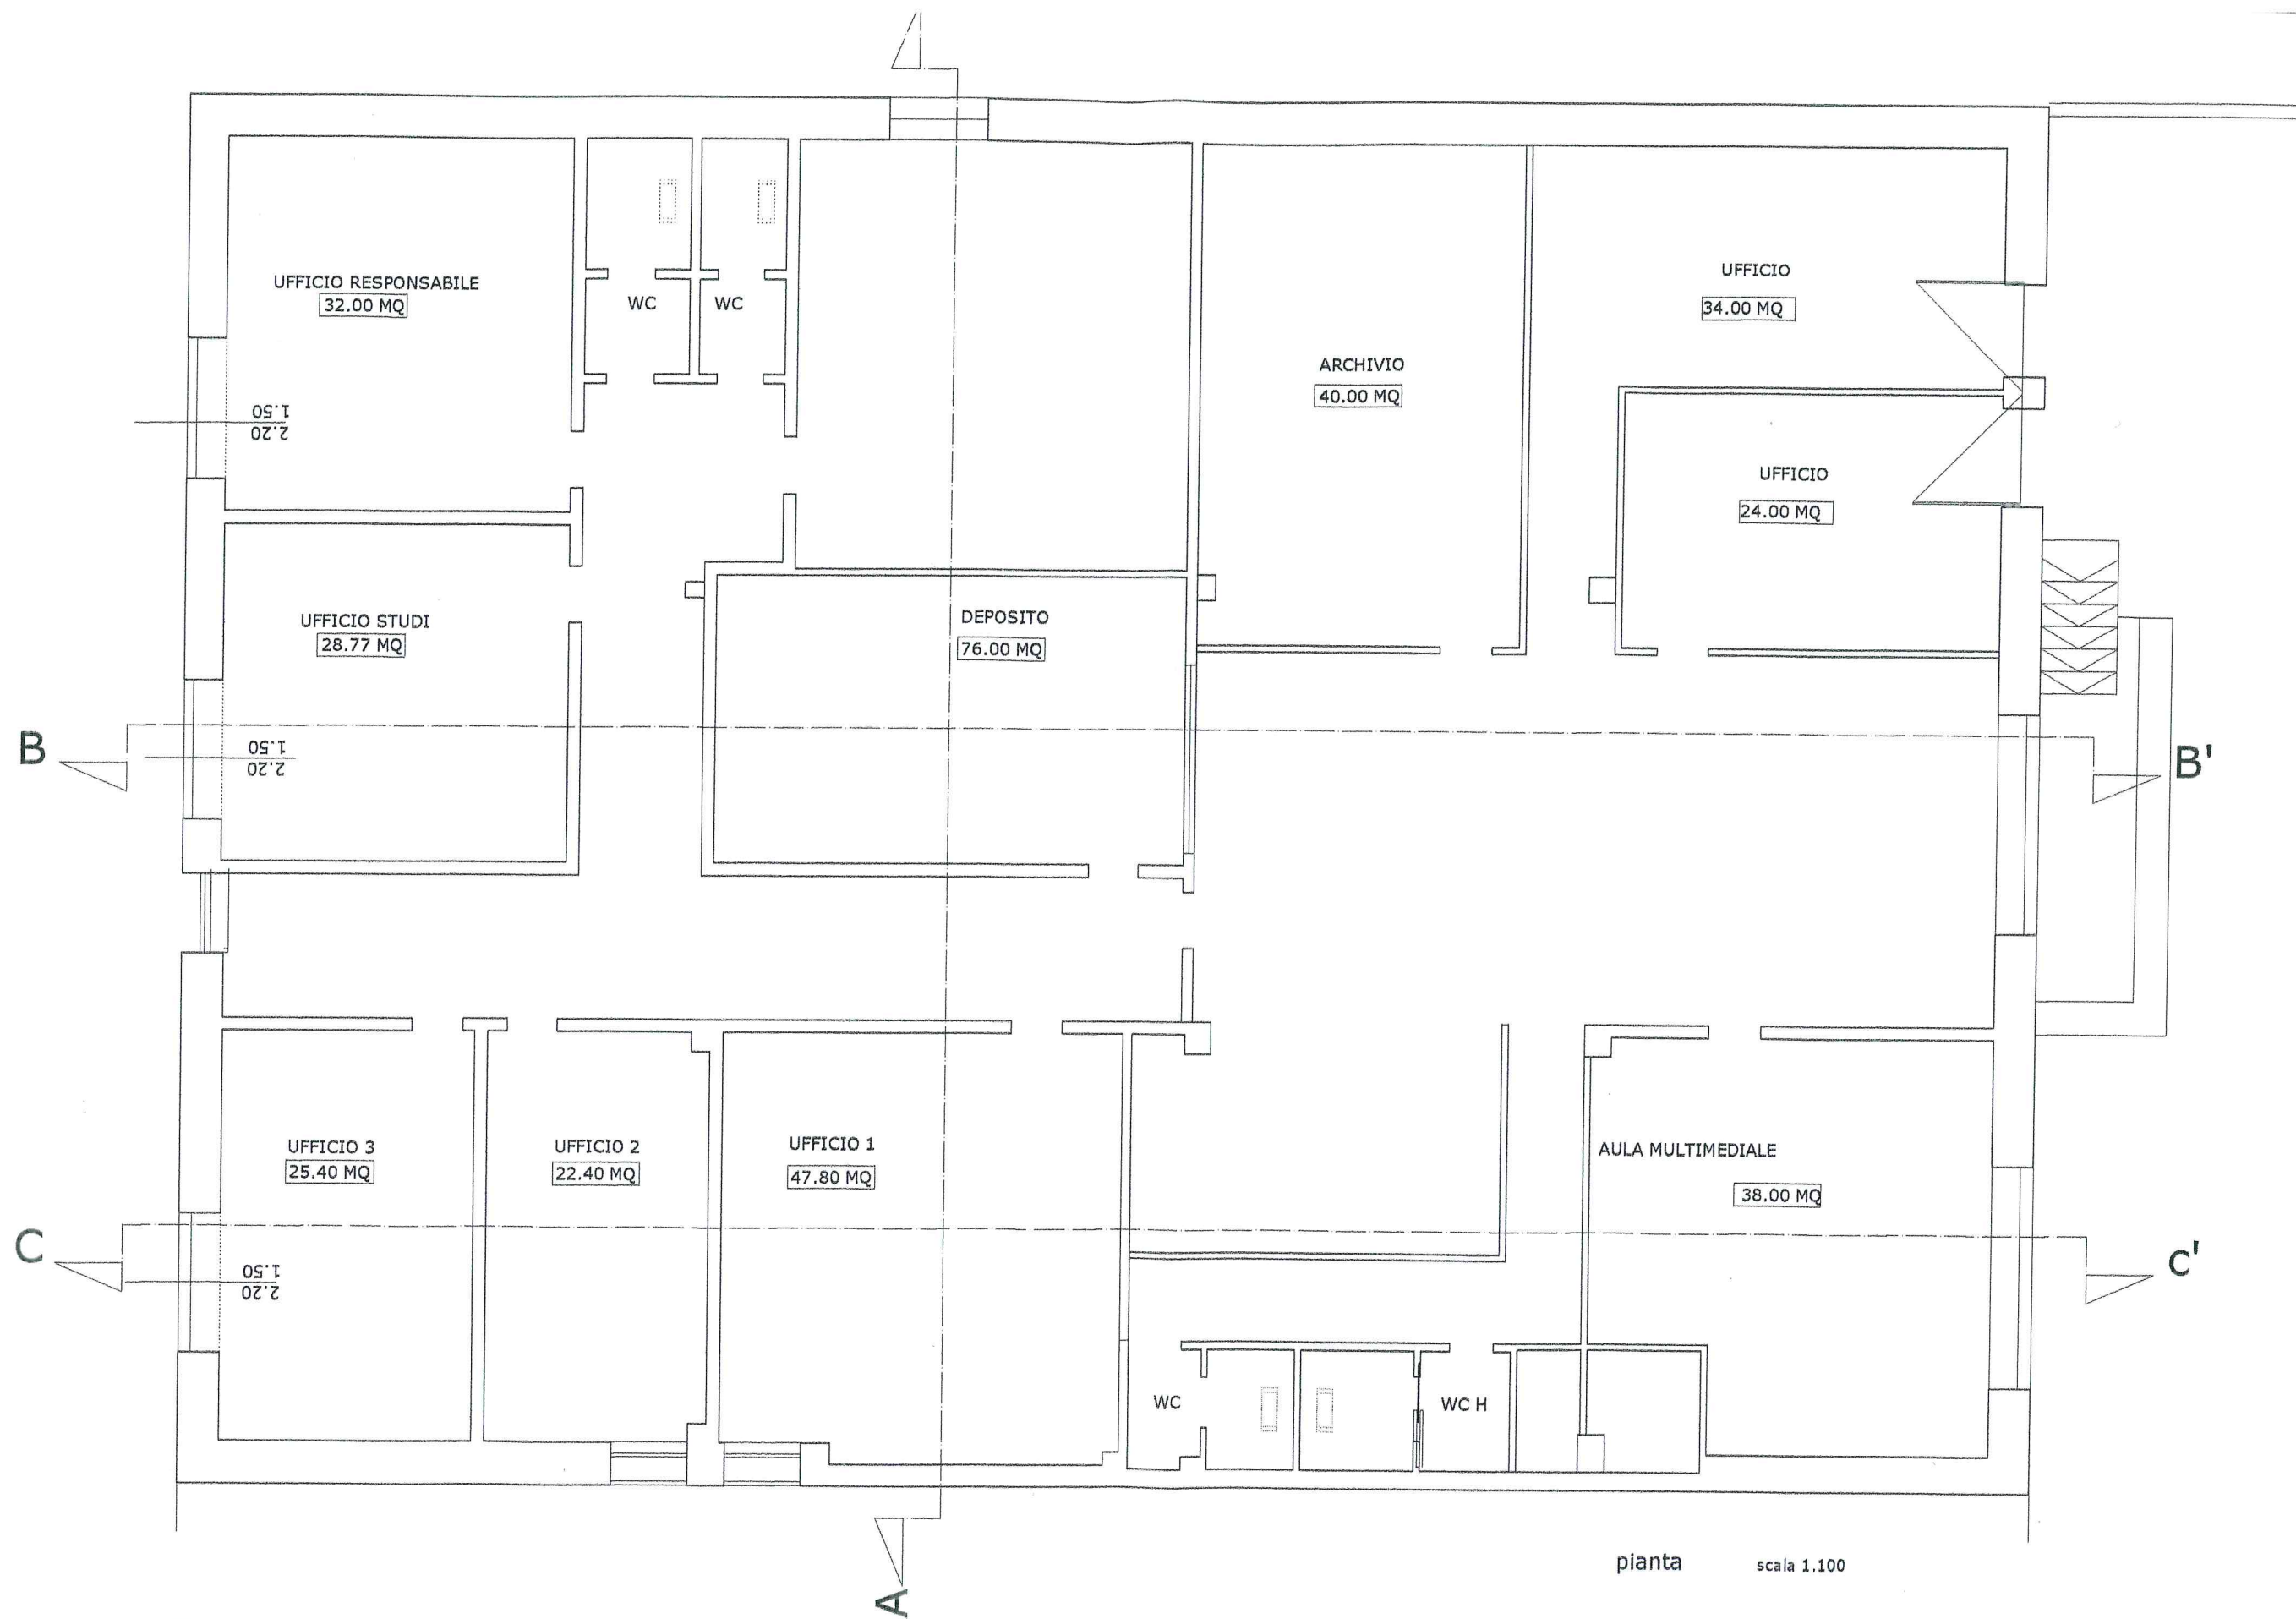 UFFICIO RESPONSABILE
32.00 MQ
WC
WC
UFFICIO
34.00 MQ
ARCHIVIO
40.00 MQ
1.50
2.20
UFFICIO
24.00 MQ
UFFICIO STUDI
28.77 MQ
DEPOSITO
76.00 MQ
B
1.50
2.20
B'
UFFICIO 3
25.40 MQ
UFFICIO 2
22.40 MQ
UFFICIO 1
47.80 MQ
AULA MULTIMEDIALE
38.00 MQ
C
1.50
2.20
c'
WC
WC H
A
pianta scala 1.100